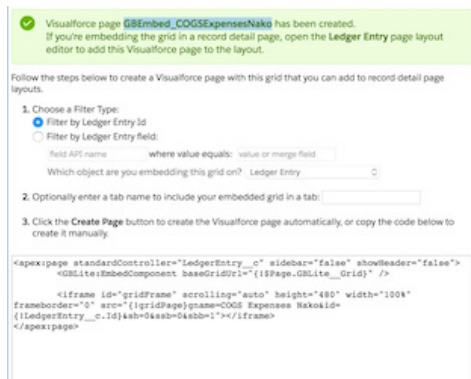 Visualforce page GBEmbed_COGSExpensesNako has been created.
If you're embedding the grid in a record detail page, open the Ledger Entry page layout
editor to add this Visualforce page to the layout.
Follow the steps below to create a Visualforce page with this grid that you can add to record detail page
layouts.
1. Choose a Filter Type:
Filter by Ledger Entry Id
Filter by Ledger Entry field:
field API name where value equals: value or merge field
Which object are you embedding this grid on? Ledger Entry
2. Optionally enter a tab name to include your embedded grid in a tab:
3. Click the Create Page button to create the Visualforce page automatically, or copy the code below to
create it manually.
<apex:page standardController="LedgerEntry__c" sidebar="false" showHeader="false">
<GBLite:EmbedComponent baseGridUrl="{!$Page.GBLite__Grid}" />
<iframe id="gridFrame" scrolling="auto" height="480" width="100%"
frameborder="0" src="{!gridPage}gname=COGS Expenses Nako&id=
{!LedgerEntry__c.Id}&sh=0&ssb=0&sbb=1"></iframe>
</apex:page>